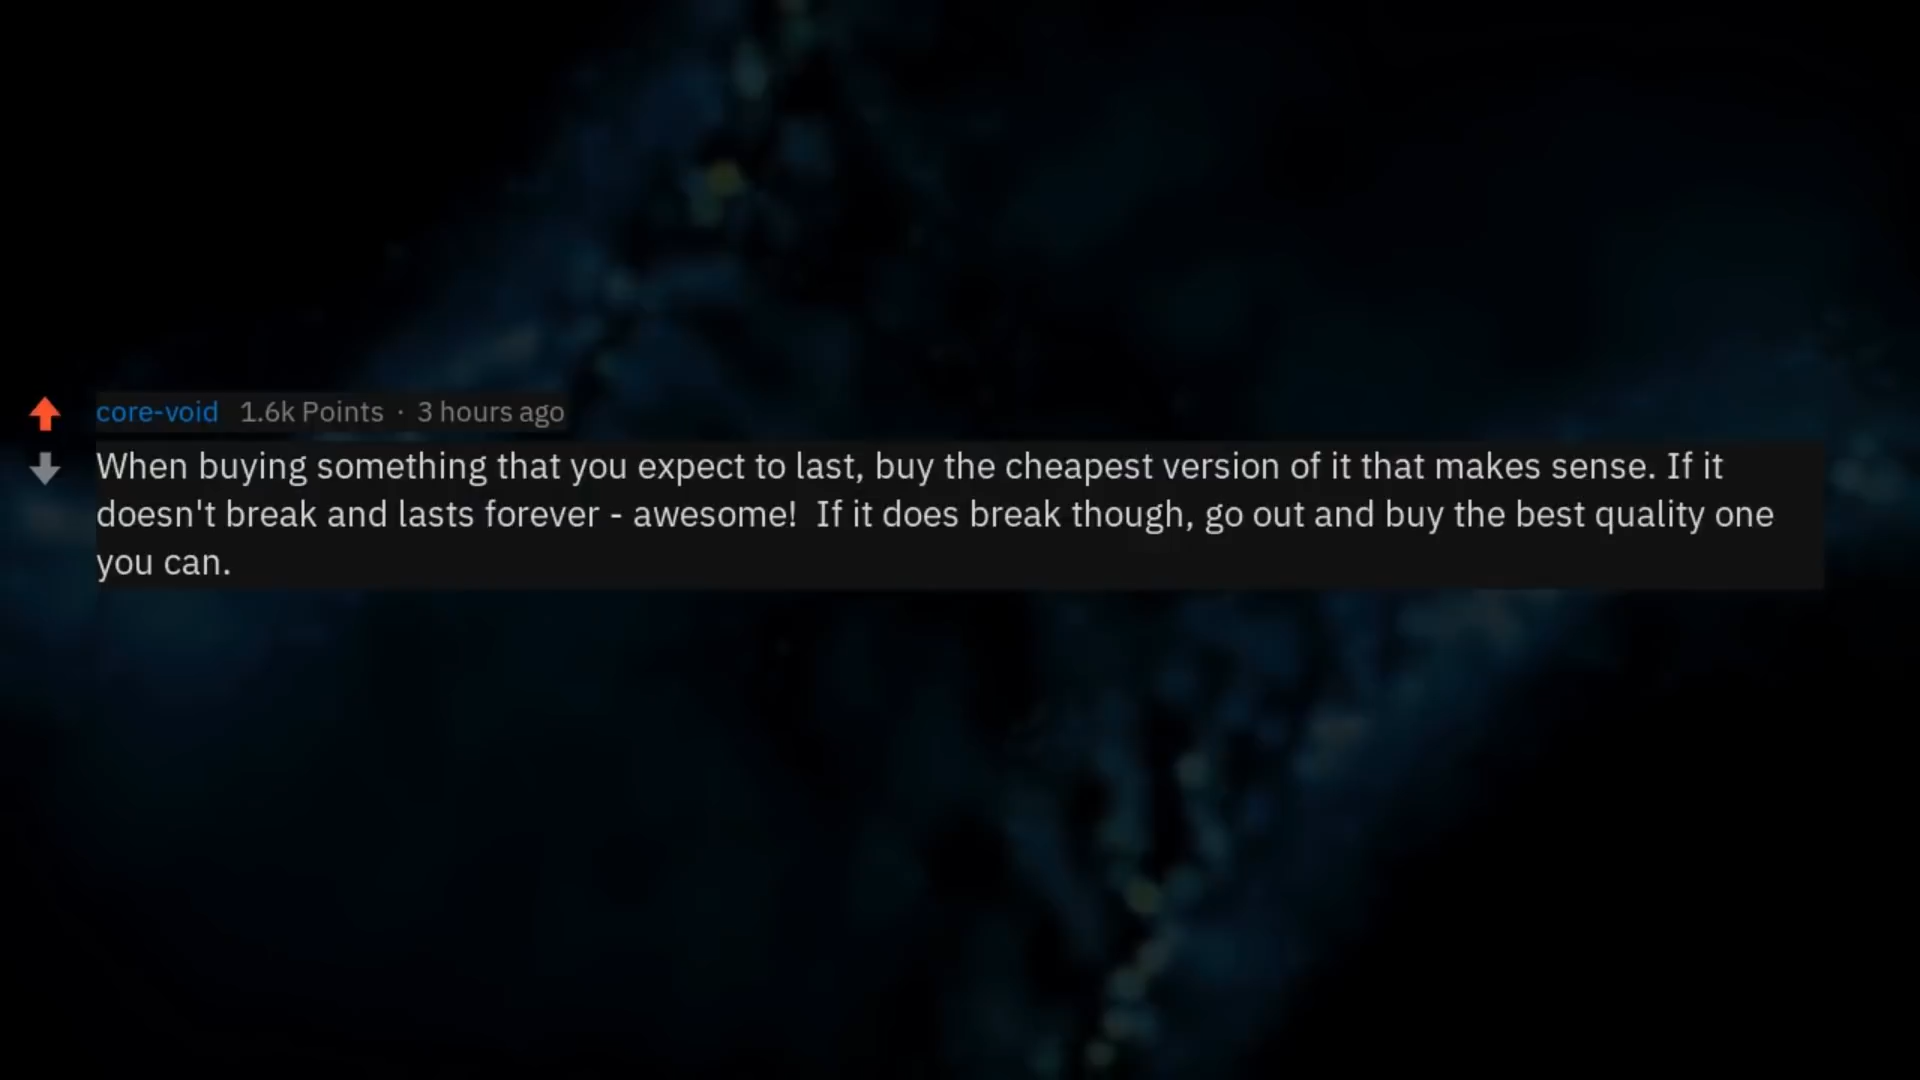 core-void 1.6k Points · 3 hours ago
When buying something that you expect to last, buy the cheapest version of it that makes sense. If it
doesn't break and lasts forever - awesome!  If it does break though, go out and buy the best quality one
you can.